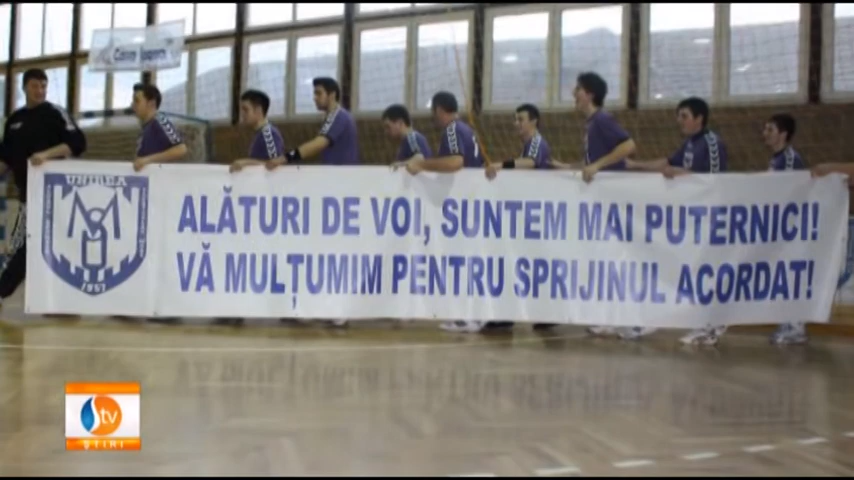 UNIREA
1957
ALĂTURI DE VOI, SUNTEM MAI PUTERNICI!
VĂ MULȚUMIM PENTRU SPRIJINUL ACORDAT!
S tv
ȘTIRI